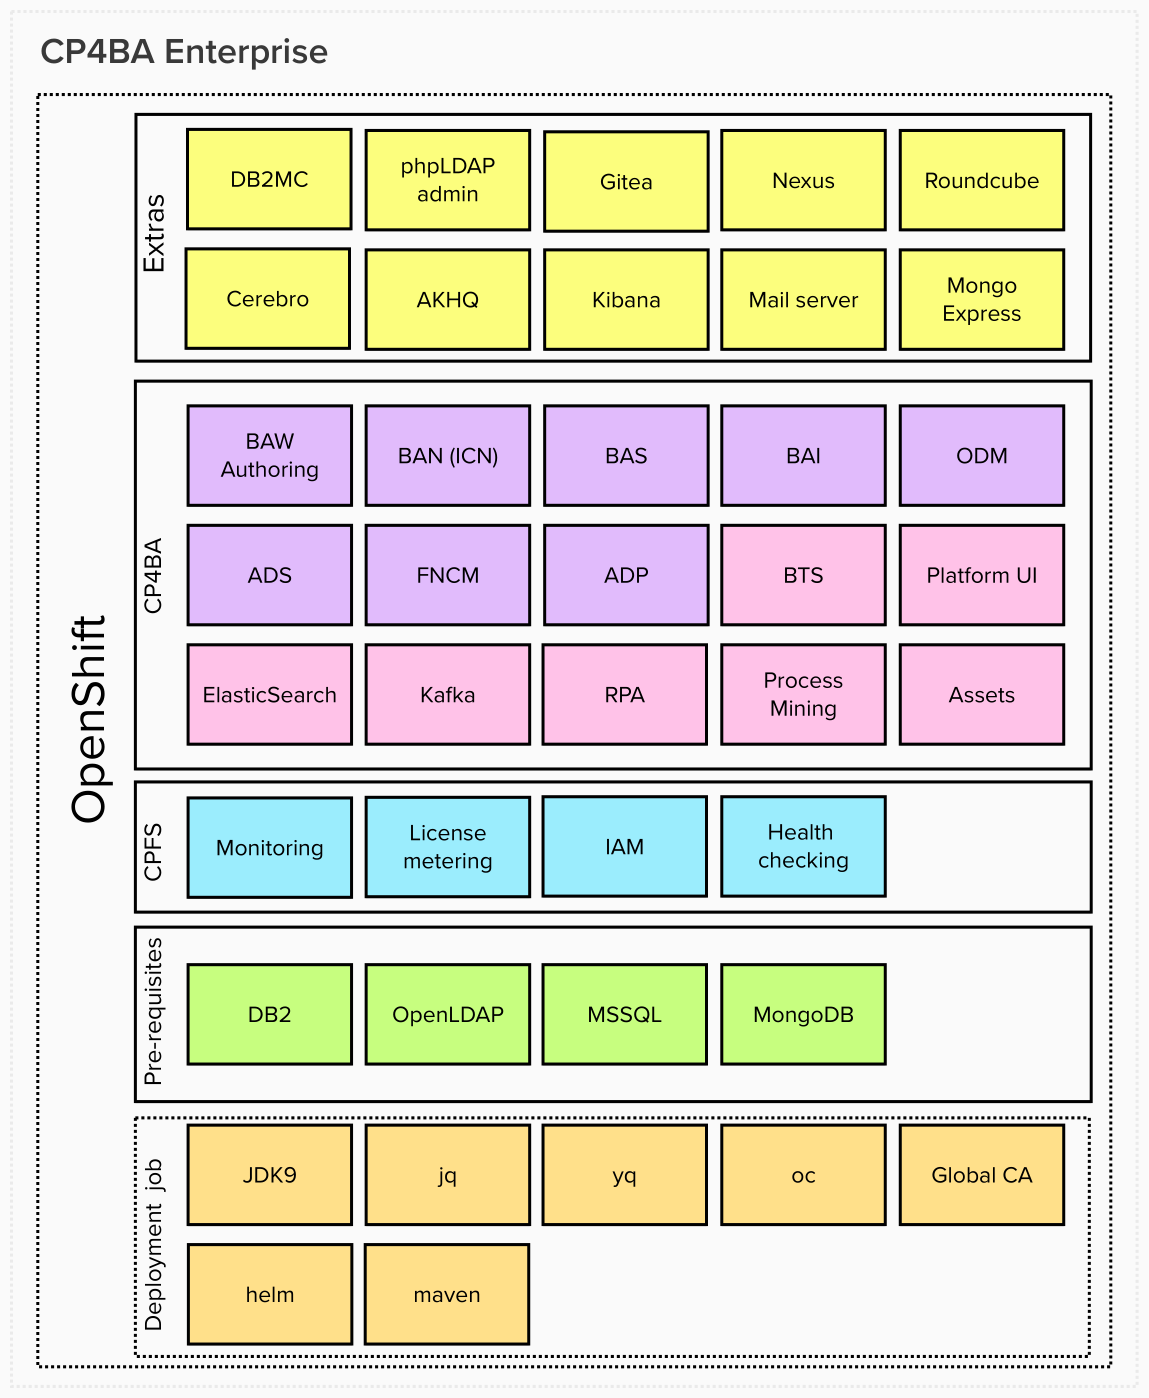 CP4BA Enterprise
OpenShift
Extras
DB2MC
phpLDAP
admin
Gitea
Nexus
Roundcube
Cerebro
AKHQ
Kibana
Mail server
Mongo
Express
CP4BA
BAW
Authoring
BAN (ICN)
BAS
BAI
ODM
ADS
FNCM
ADP
BTS
Platform UI
ElasticSearch
Kafka
RPA
Process
Mining
Assets
CPFS
Monitoring
License
metering
IAM
Health
checking
Pre-requisites
DB2
OpenLDAP
MSSQL
MongoDB
Deployment job
JDK9
jq
yq
oc
Global CA
helm
maven